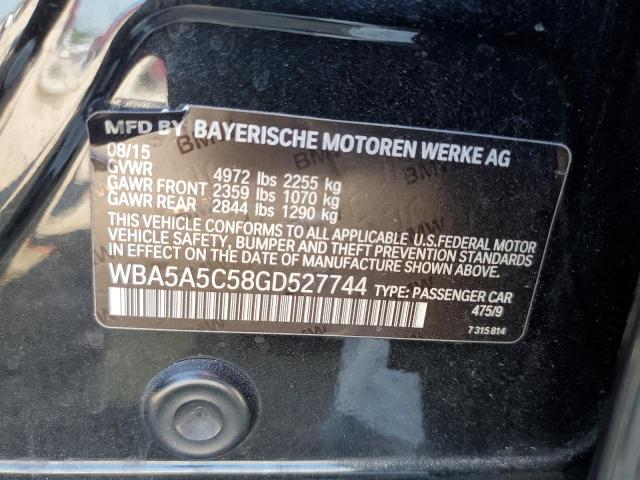 MFD BY BAYERISCHE MOTOREN WERKE AG
08/15
GVWR 4972 lbs 2255 kg
GAWR FRONT 2359 lbs 1070 kg
GAWR REAR 2844 lbs 1290 kg
THIS VEHICLE CONFORMS TO ALL APPLICABLE U.S.FEDERAL MOTOR
VEHICLE SAFETY, BUMPER AND THEFT PREVENTION STANDARDS
IN EFFECT ON THE DATE OF MANUFACTURE SHOWN ABOVE.
WBA5A5C58GD527744 TYPE: PASSENGER CAR
475/9
7 315 814